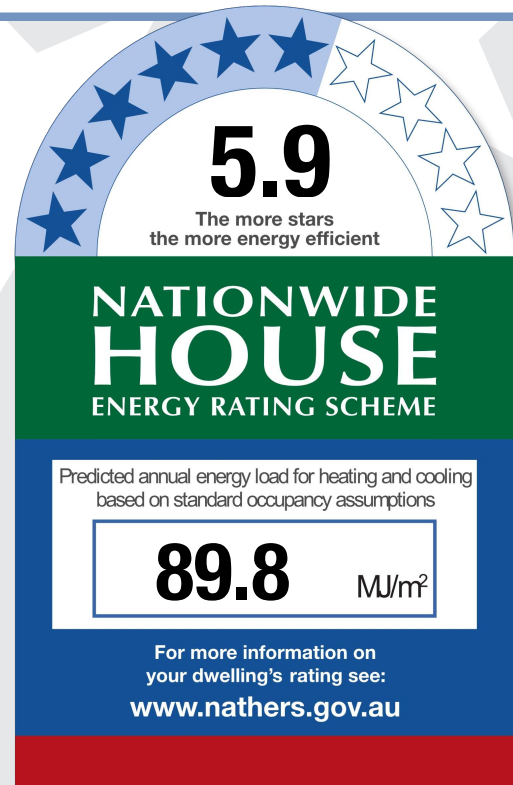 5.9
The more stars
the more energy efficient
NATIONWIDE
HOUSE
ENERGY RATING SCHEME
Predicted annual energy load for heating and cooling
based on standard occupancy assumptions
89.8 MJ/m²
For more information on
your dwelling's rating see:
www.nathers.gov.au